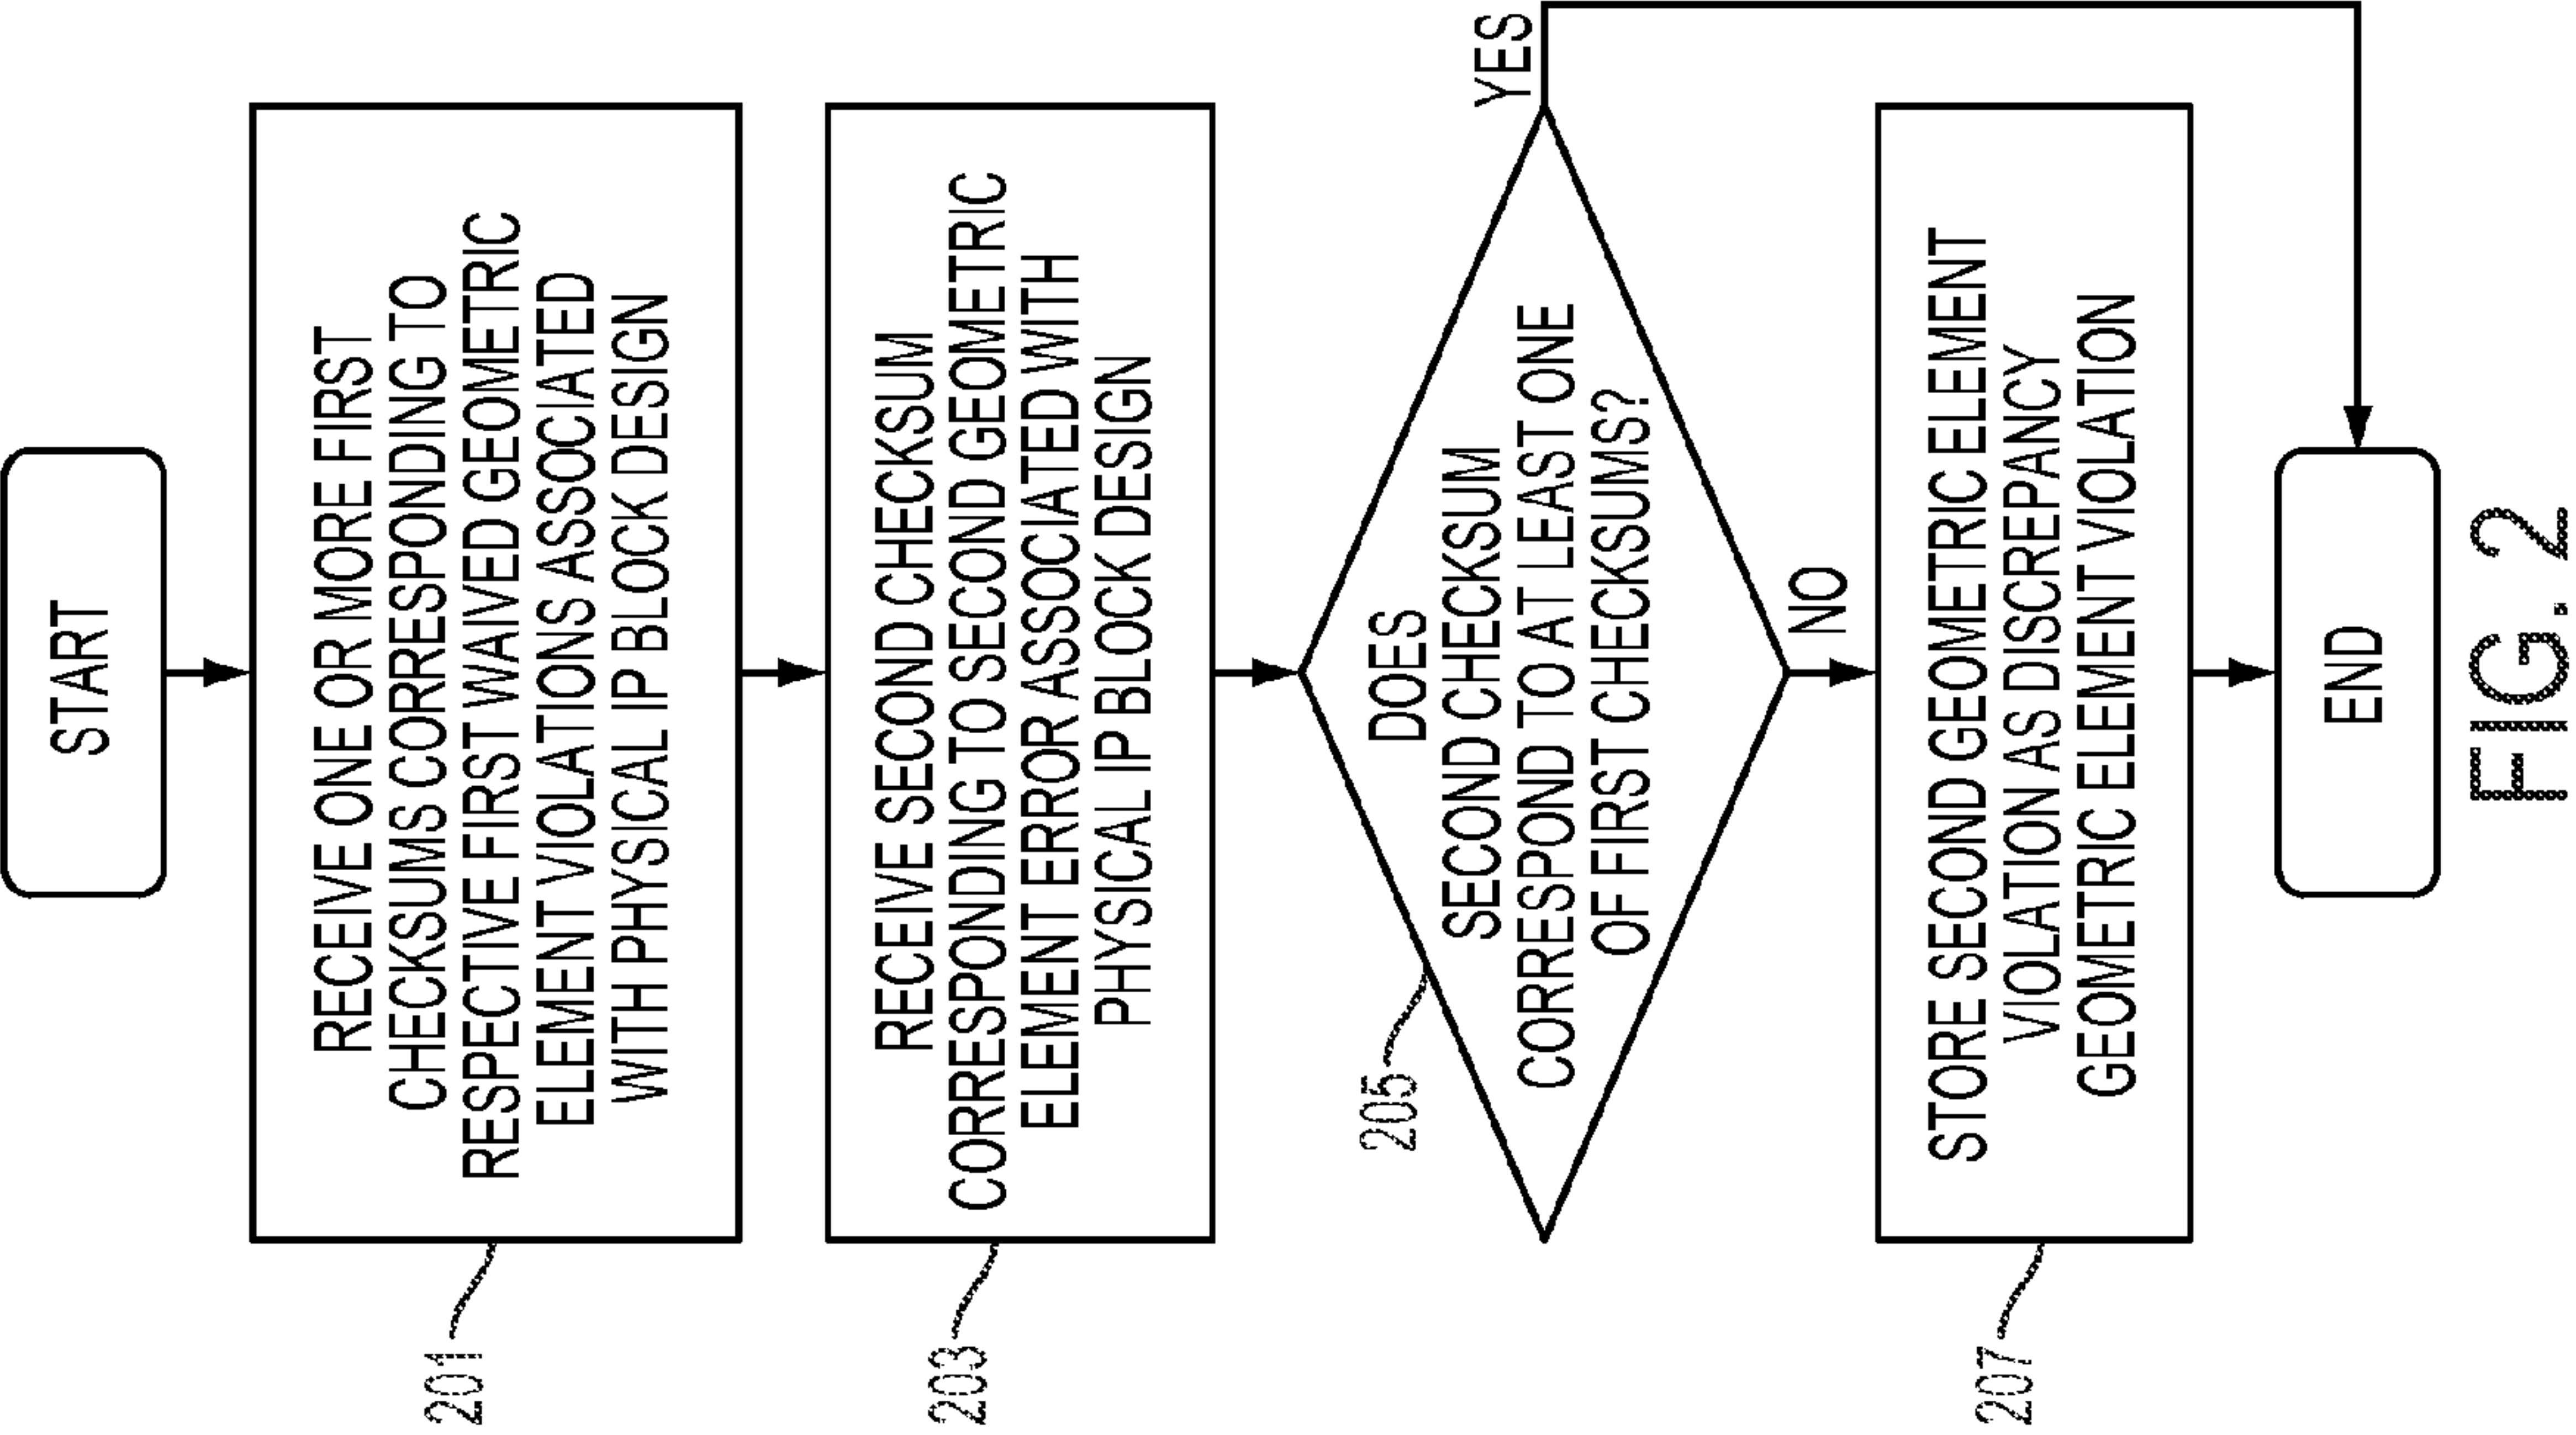 START
RECEIVE ONE OR MORE FIRST
CHECKSUMS CORRESPONDING TO
RESPECTIVE FIRST WAIVED GEOMETRIC
ELEMENT VIOLATIONS ASSOCIATED
WITH PHYSICAL IP BLOCK DESIGN
201
RECEIVE SECOND CHECKSUM
CORRESPONDING TO SECOND GEOMETRIC
ELEMENT ERROR ASSOCIATED WITH
PHYSICAL IP BLOCK DESIGN
203
DOES
SECOND CHECKSUM
CORRESPOND TO AT LEAST ONE
OF FIRST CHECKSUMS?
205
YES
NO
STORE SECOND GEOMETRIC ELEMENT
VIOLATION AS DISCREPANCY
GEOMETRIC ELEMENT VIOLATION
207
END
FIG. 2